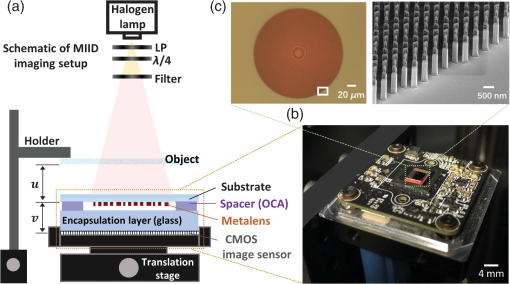 (a)
Halogen
lamp
Schematic of MIID
imaging setup
LP
λ/4
Filter
Holder
Object
u
Substrate
Spacer (OCA)
v
Metalens
Encapsulation layer (glass)
CMOS
image sensor
Translation
stage
(c)
20 μm
500 nm
(b)
4 mm